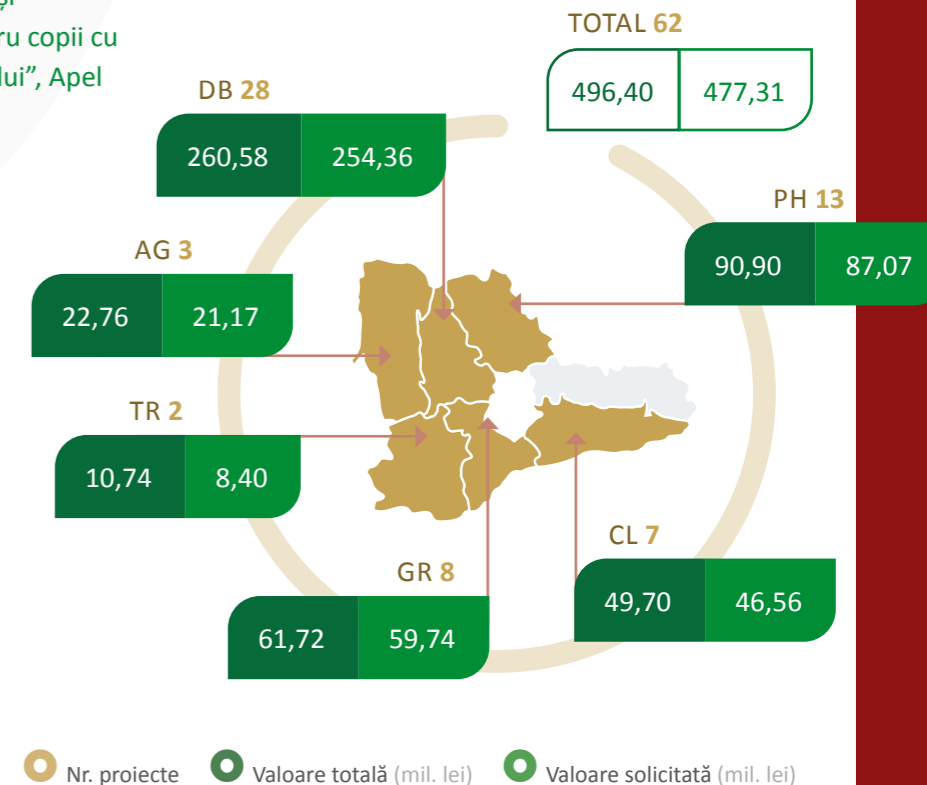 ru copii cu
lui”, Apel
TOTAL 62
496,40 477,31
DB 28
260,58 254,36
PH 13
90,90 87,07
AG 3
22,76 21,17
TR 2
10,74 8,40
CL 7
49,70 46,56
GR 8
61,72 59,74
Nr. proiecte Valoare totală (mil. lei) Valoare solicitată (mil. lei)